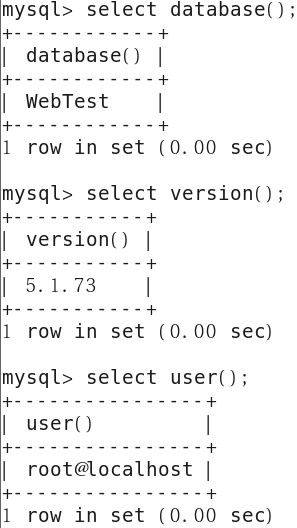 mysql> select database();
+------------+
| database() |
+------------+
| WebTest    |
+------------+
1 row in set (0.00 sec)

mysql> select version();
+-----------+
| version() |
+-----------+
| 5.1.73    |
+-----------+
1 row in set (0.00 sec)

mysql> select user();
+----------------+
| user()         |
+----------------+
| root@localhost |
+----------------+
1 row in set (0.00 sec)